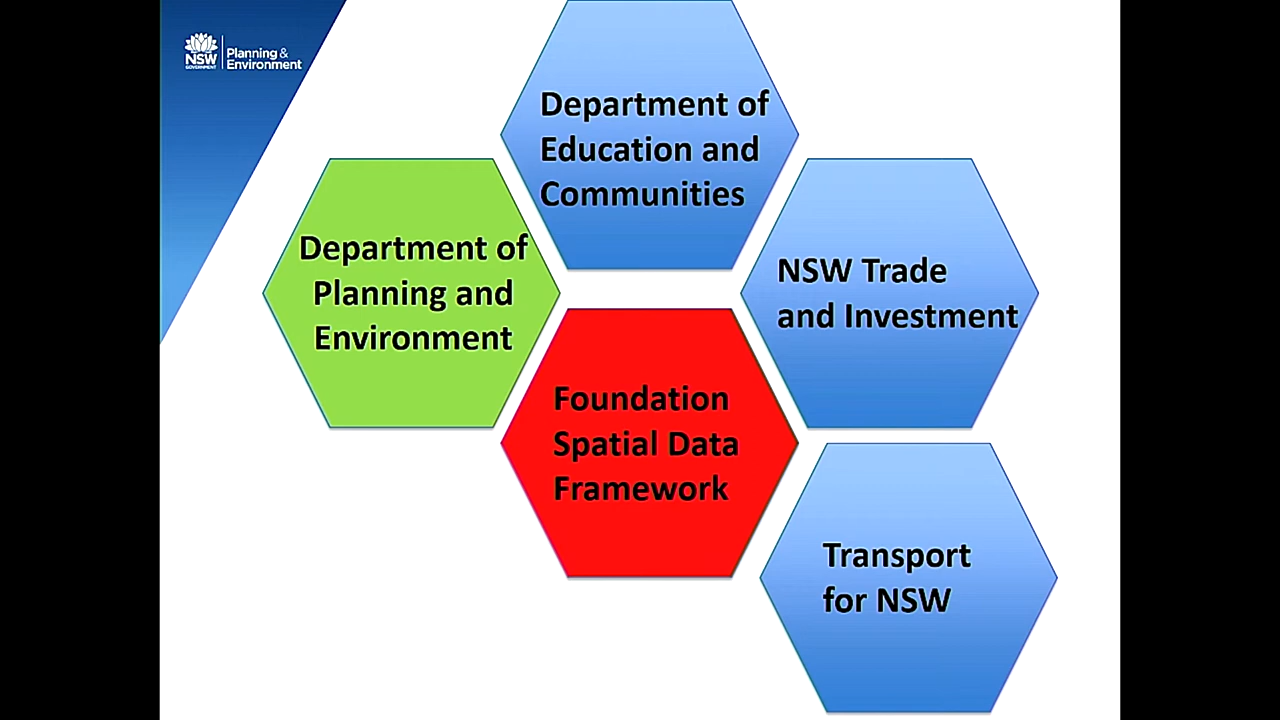 NSW
GOVERNMENT
Planning &
Environment
Department of
Education and
Communities
Department of
Planning and
Environment
NSW Trade
and Investment
Foundation
Spatial Data
Framework
Transport
for NSW